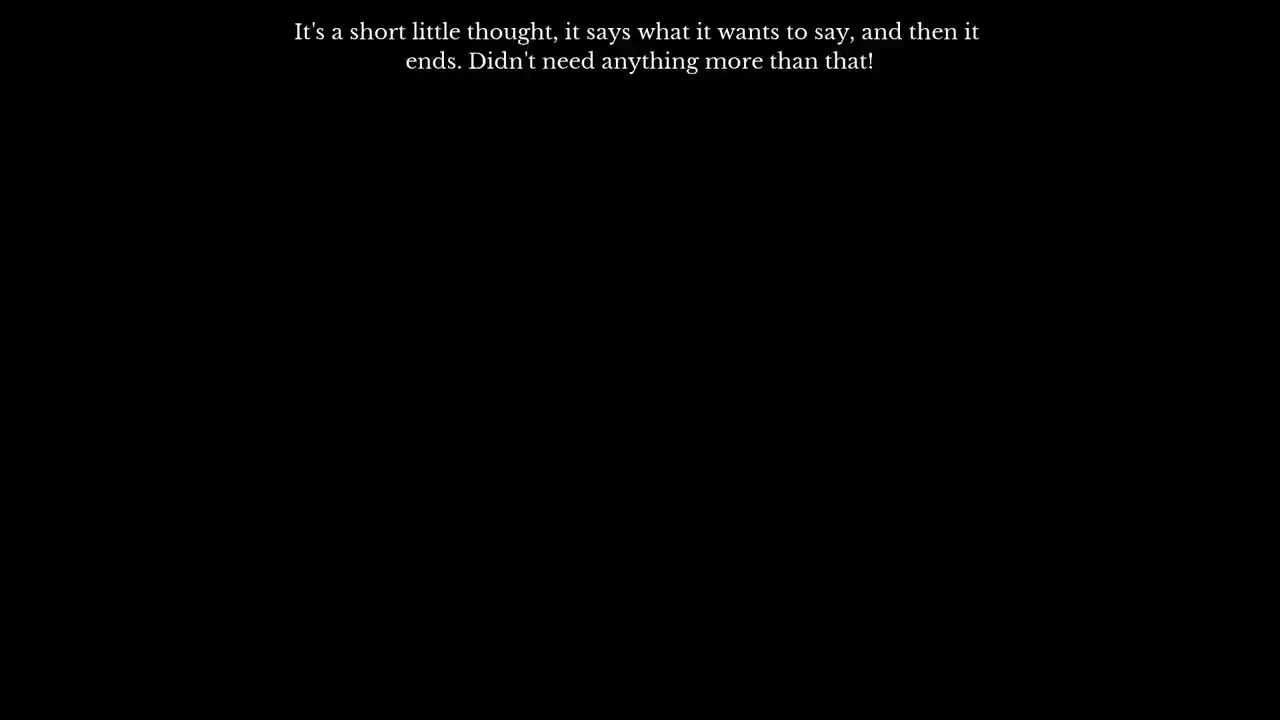 It's a short little thought, it says what it wants to say, and then it
ends. Didn't need anything more than that!